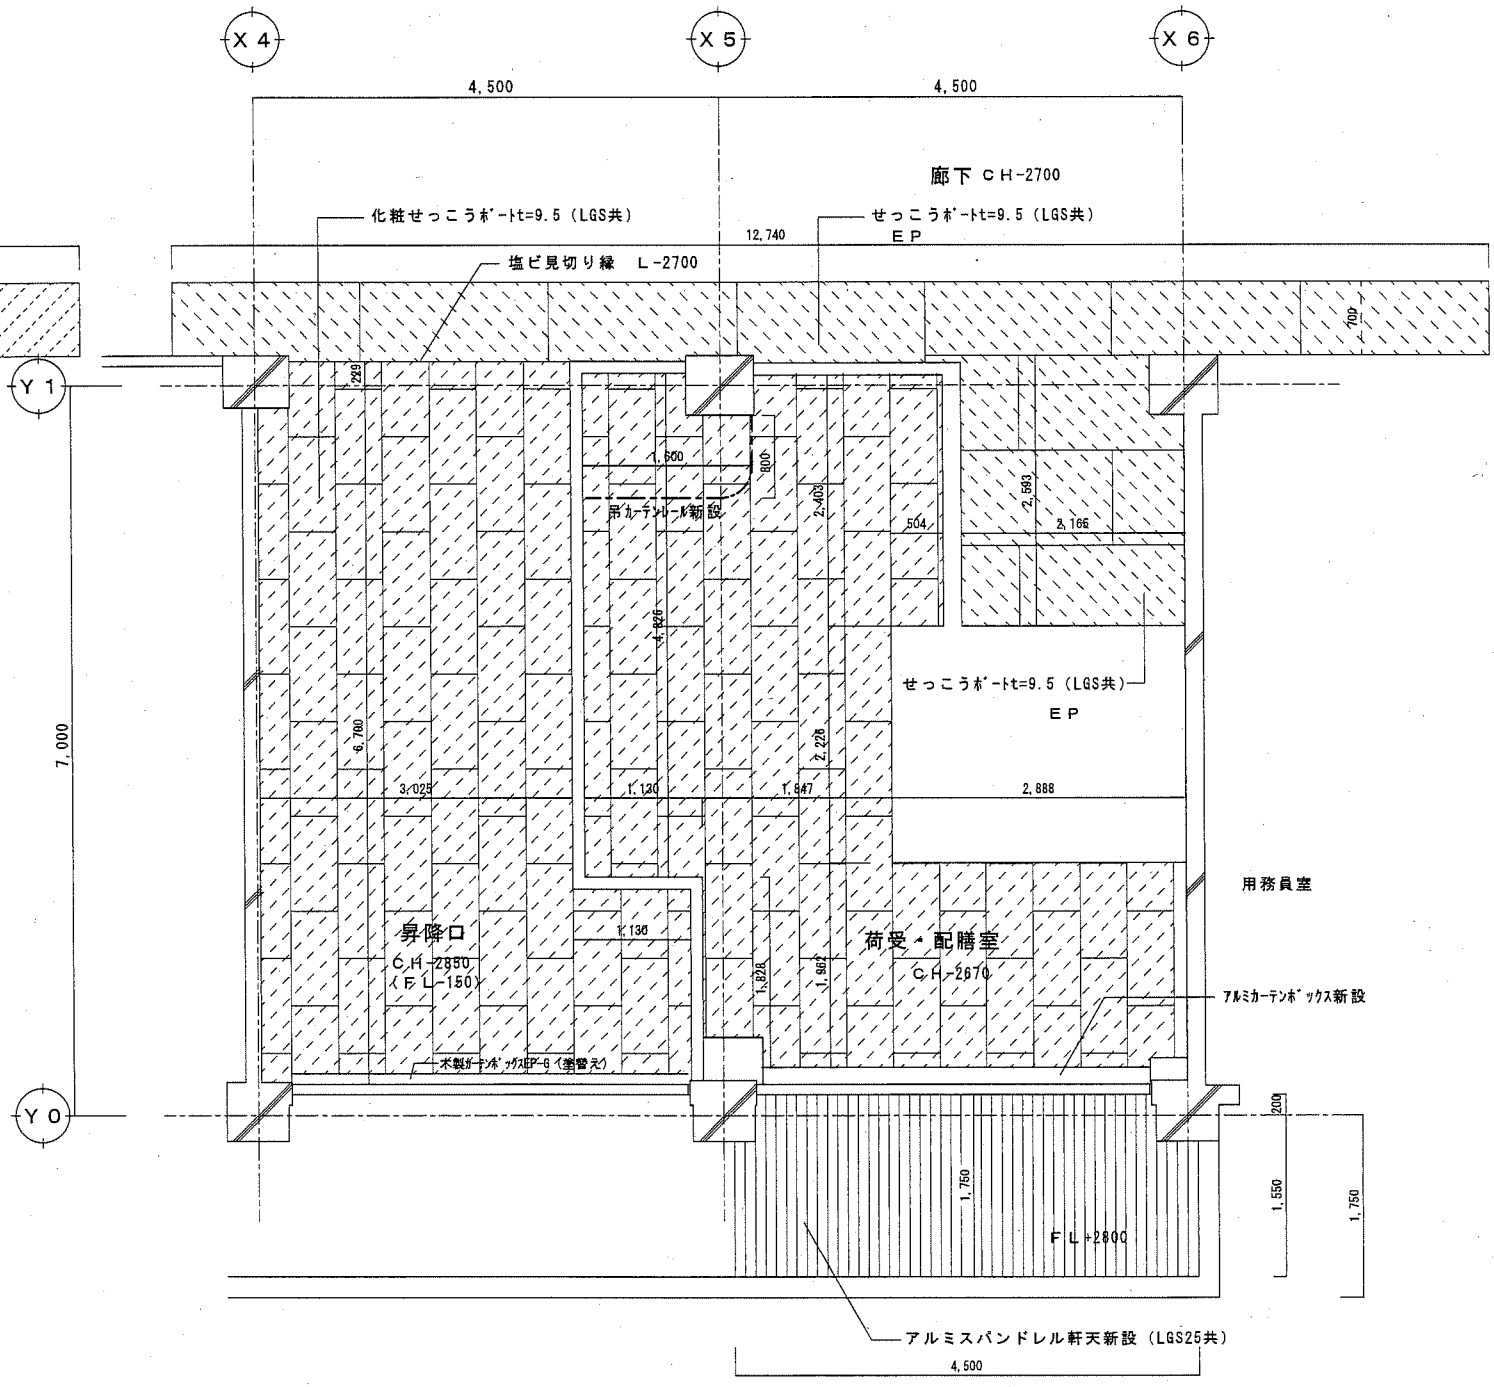 X 4
X 5
X 6
4,500
4,500
廊下 CH-2700
化粧せっこうボードt=9.5 (LGS共)
せっこうボードt=9.5 (LGS共)
12,740
EP
塩ビ見切り縁 L-2700
700
Y 1
229
1,600
800
2,403
2,593
吊カーテンレール新設
504
2,165
4,826
せっこうボードt=9.5 (LGS共)
EP
7,000
6,790
2,226
3,025
1,130
1,847
2,888
用務員室
昇降口
CH-2850
(FL-150)
1,130
荷受・配膳室
CH-2670
1,828
1,962
アルミカーテンボックス新設
木製カーテンボックスEP-G (塗替え)
Y 0
200
1,750
1,550
1,750
FL+2800
アルミスパンドレル軒天新設 (LGS25共)
4,500